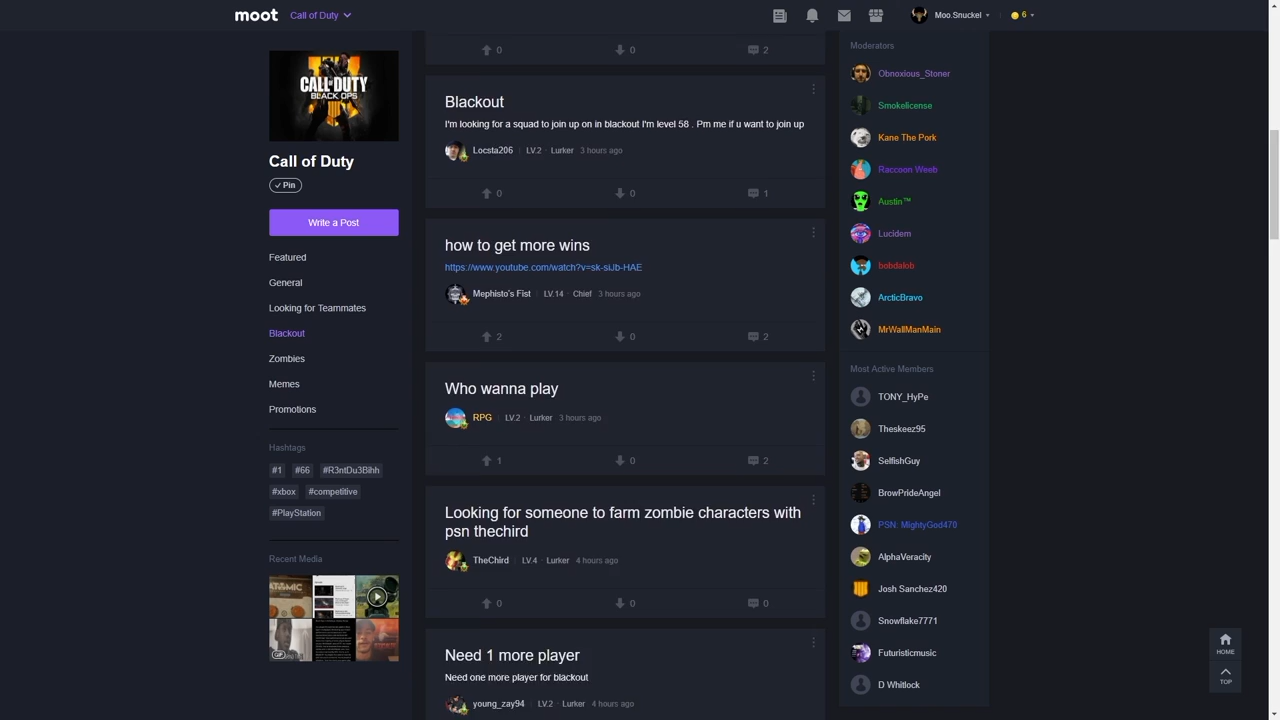 moot
Call of Duty
Moo.Snuckel
6
CALL OF DUTY
BLACK OPS
Call of Duty
Pin
Write a Post
Featured
General
Looking for Teammates
Blackout
Zombies
Memes
Promotions
Hashtags
#1 #66 #R3ntDu3Bihh
#xbox #competitive
#PlayStation
Recent Media
ATOMIC
GIF
0 0 2
Blackout
I'm looking for a squad to join up on in blackout I'm level 58 . Pm me if u want to join up
Locsta206 LV.2 · Lurker 3 hours ago
0 0 1
how to get more wins
https://www.youtube.com/watch?v=sk-siJb-HAE
Mephisto's Fist LV.14 · Chief 3 hours ago
2 0 2
Who wanna play
RPG LV.2 · Lurker 3 hours ago
1 0 2
Looking for someone to farm zombie characters with
psn thechird
TheChird LV.4 · Lurker 4 hours ago
0 0 0
Need 1 more player
Need one more player for blackout
young_zay94 LV.2 · Lurker 4 hours ago
Moderators
Obnoxious_Stoner
Smokelicense
Kane The Pork
Raccoon Weeb
Austin™
Lucidem
bobdalob
ArcticBravo
MrWallManMain
Most Active Members
TONY_HyPe
Theskeez95
SelfishGuy
BrowPrideAngel
PSN: MightyGod470
AlphaVeracity
Josh Sanchez420
Snowflake7771
Futuristicmusic
D Whitlock
HOME
TOP